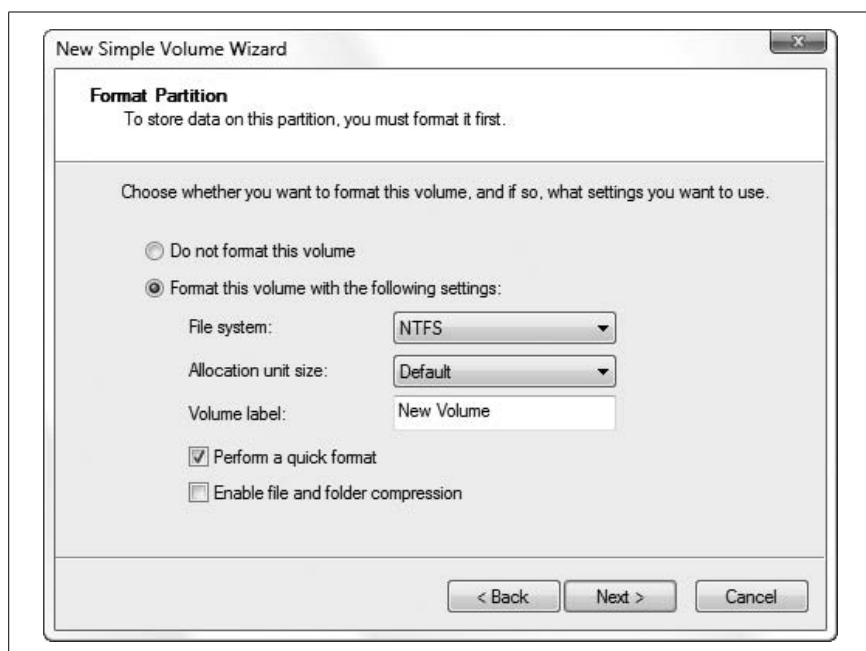 New Simple Volume Wizard
Format Partition
To store data on this partition, you must format it first.
Choose whether you want to format this volume, and if so, what settings you want to use.
Do not format this volume
Format this volume with the following settings:
File system: NTFS
Allocation unit size: Default
Volume label: New Volume
Perform a quick format
Enable file and folder compression
< Back Next > Cancel